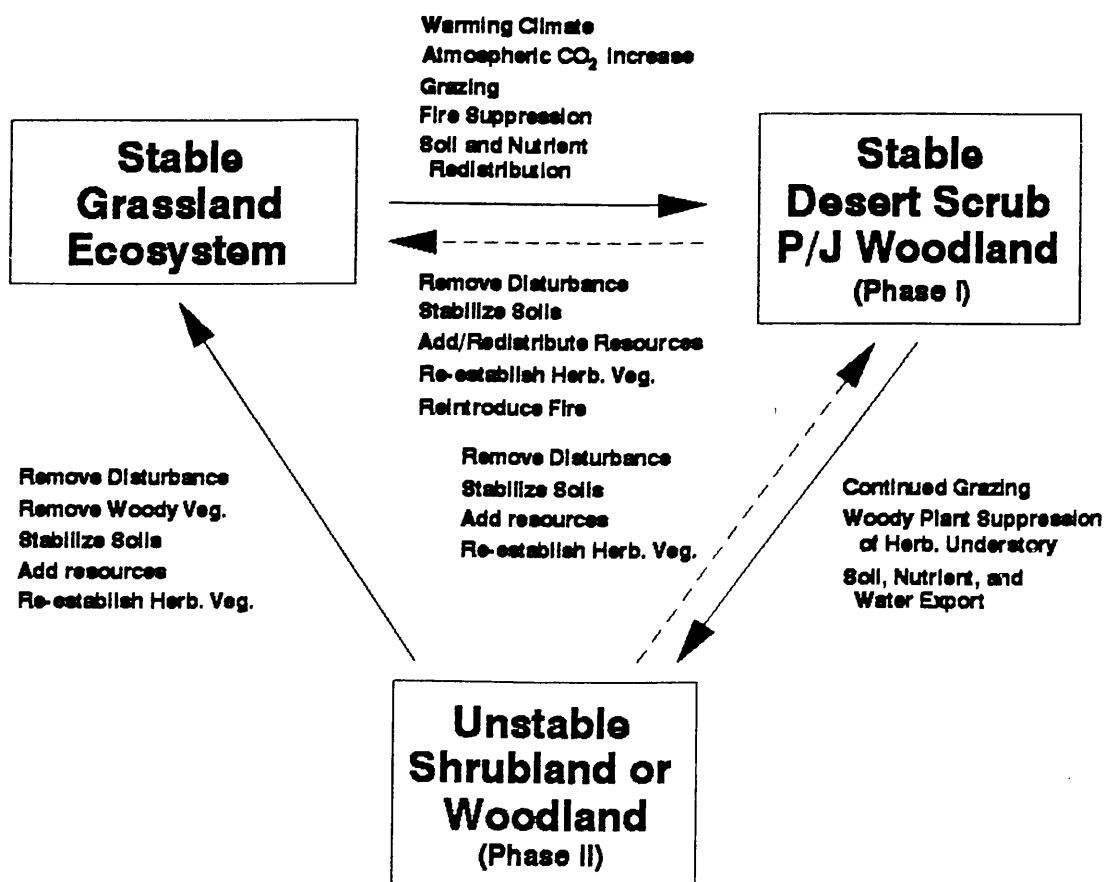 Warming Climate
Atmospheric CO₂ Increase
Grazing
Fire Suppression
Soil and Nutrient
Redistribution
Stable
Grassland
Ecosystem
Stable
Desert Scrub
P/J Woodland
(Phase I)
Remove Disturbance
Stabilize Soils
Add/Redistribute Resources
Re-establish Herb. Veg.
Reintroduce Fire
Remove Disturbance
Remove Woody Veg.
Stabilize Soils
Add resources
Re-establish Herb. Veg.
Remove Disturbance
Stabilize Soils
Add resources
Re-establish Herb. Veg.
Continued Grazing
Woody Plant Suppression
of Herb. Understory
Soil, Nutrient, and
Water Export
Unstable
Shrubland or
Woodland
(Phase II)